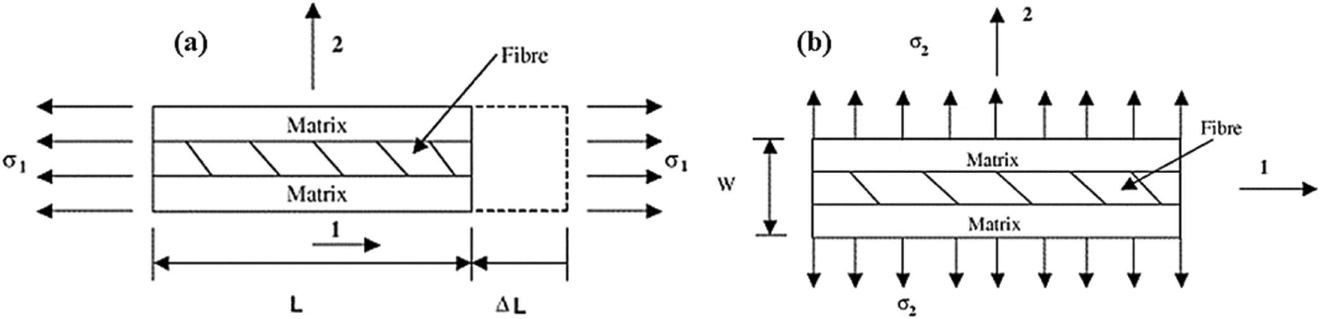 (a)
2
Fibre
Matrix
σ1
σ1
Matrix
1
L
ΔL
(b)
σ2
2
Fibre
Matrix
W
1
Matrix
σ2